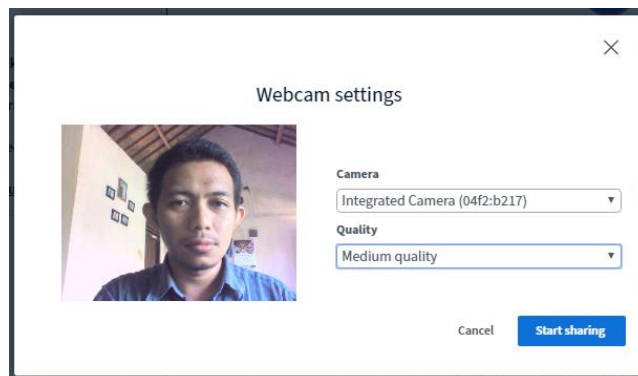 Webcam settings
Camera
Integrated Camera (04f2:b217)
Quality
Medium quality
Cancel
Start sharing